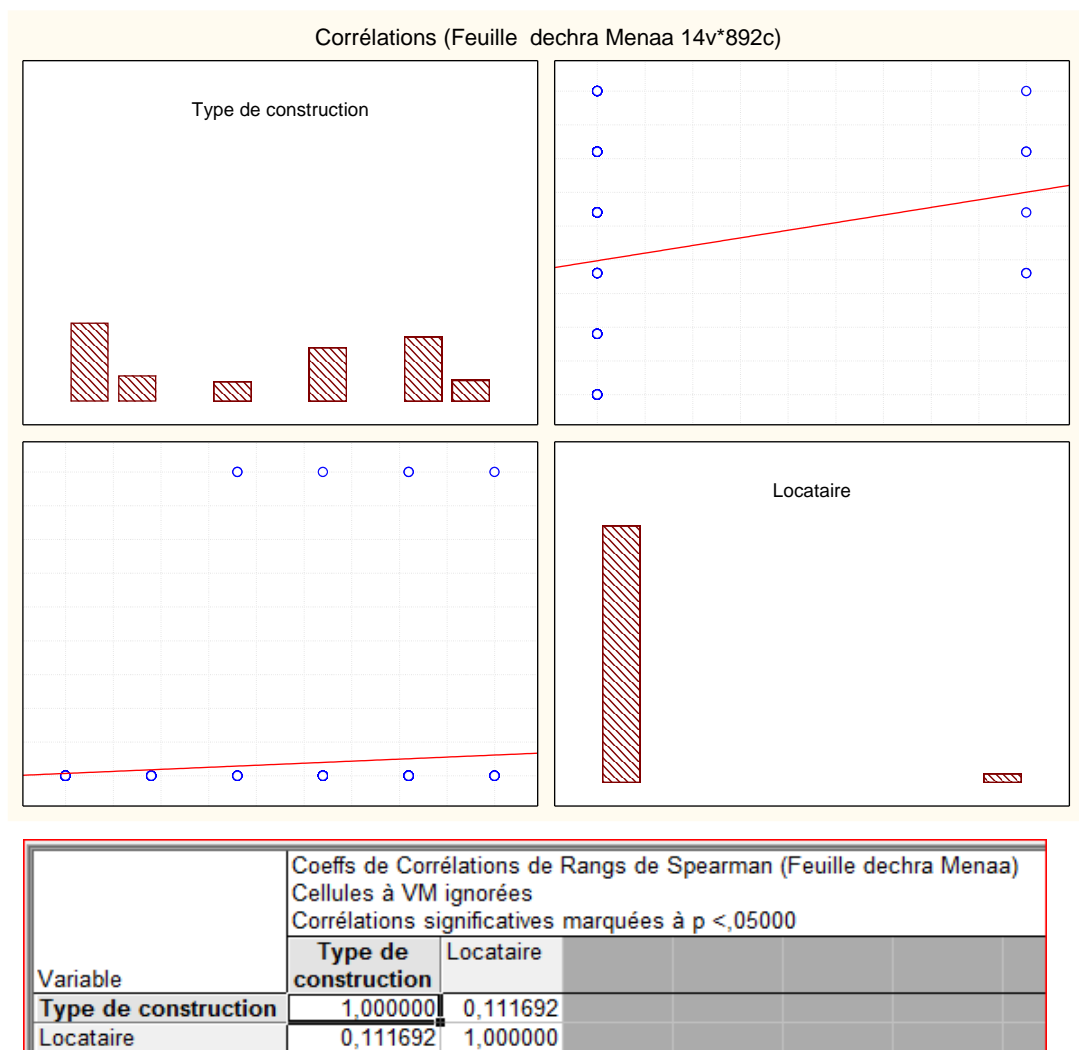 Corrélations (Feuille dechra Menaa 14v*892c)
Type de construction
Locataire
Coeffs de Corrélations de Rangs de Spearman (Feuille dechra Menaa)
Cellules à VM ignorées
Corrélations significatives marquées à p <,05000
Variable Type de construction Locataire
Type de construction 1,000000 0,111692
Locataire 0,111692 1,000000